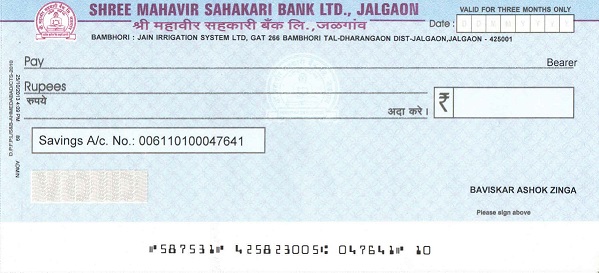 SHREE MAHAVIR SAHAKARI BANK LTD., JALGAON
श्री महावीर सहकारी बँक लि., जळगांव
BAMBHORI : JAIN IRRIGATION SYSTEM LTD, GAT 266 BAMBHORI TAL-DHARANGAON DIST-JALGAON,JALGAON - 425001
VALID FOR THREE MONTHS ONLY
Date :
Pay
Bearer
Rupees
रुपये
अदा करे ।
₹
Savings A/c. No.: 006110100047641
BAVISKAR ASHOK ZINGA
Please sign above
⑈587531⑈ 425823005⑆ 047641⑈ 10